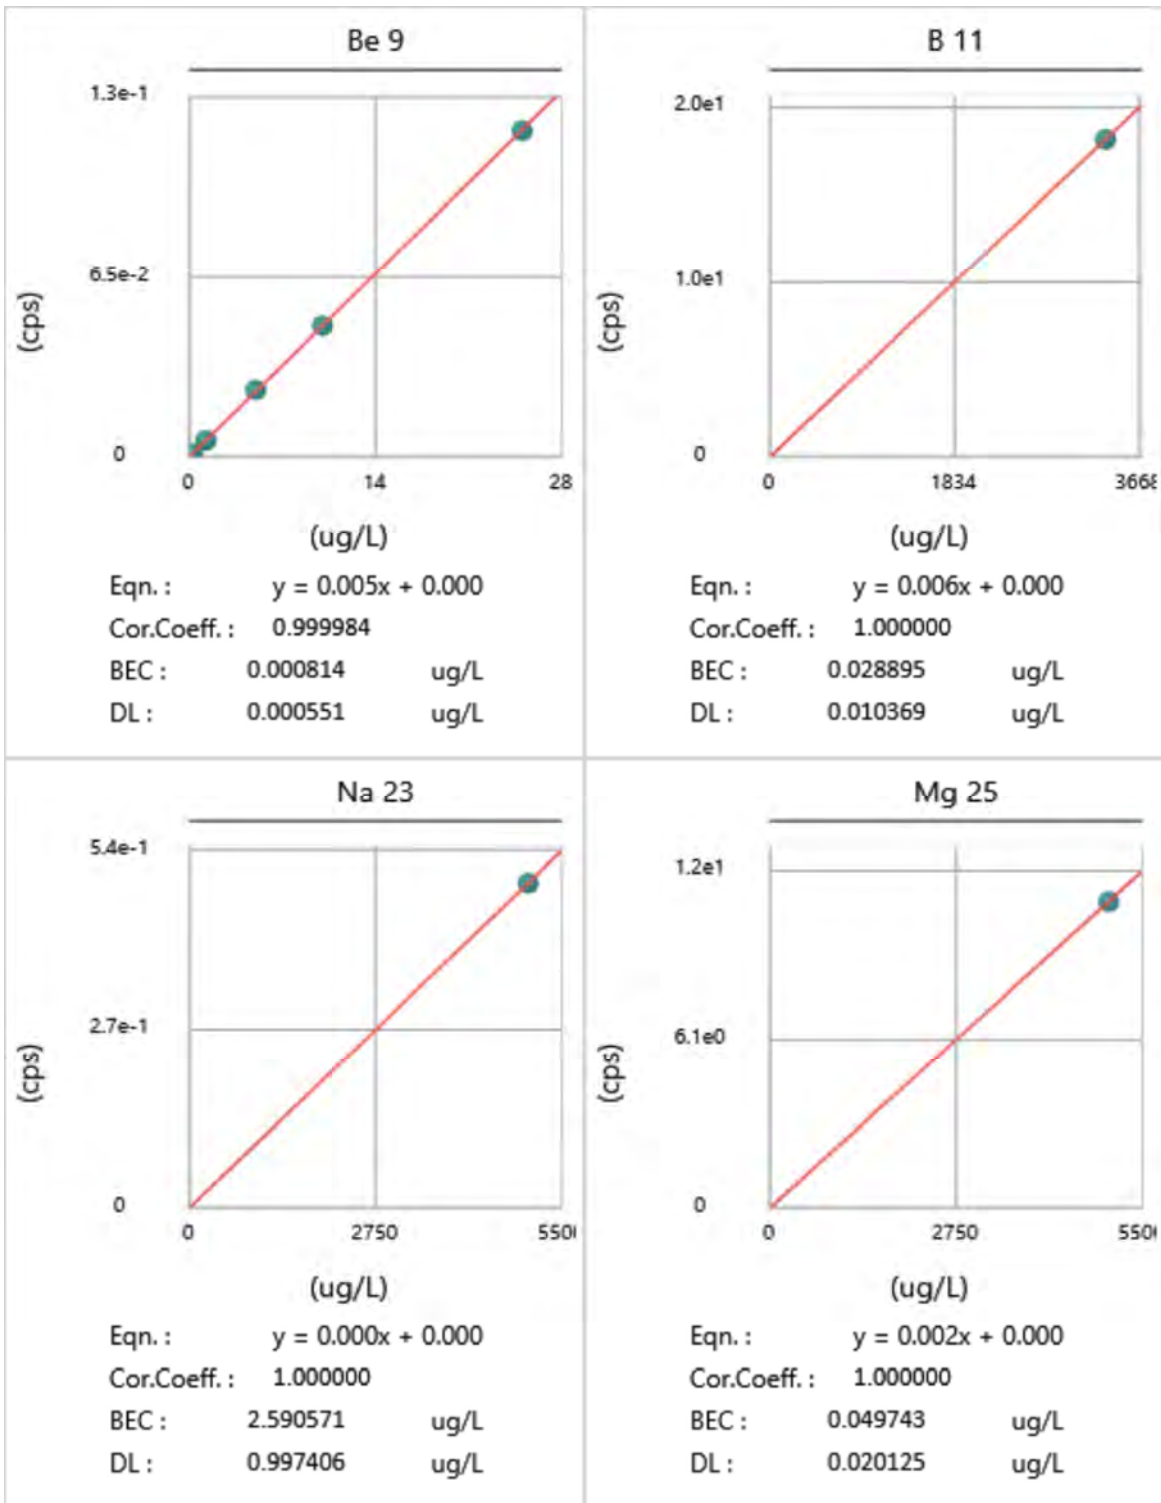 Be 9
1.3e-1
6.5e-2
0
(cps)
0 14 28
(ug/L)
Eqn. : y = 0.005x + 0.000
Cor.Coeff. : 0.999984
BEC : 0.000814 ug/L
DL : 0.000551 ug/L
B 11
2.0e1
1.0e1
0
(cps)
0 1834 3668
(ug/L)
Eqn. : y = 0.006x + 0.000
Cor.Coeff. : 1.000000
BEC : 0.028895 ug/L
DL : 0.010369 ug/L
Na 23
5.4e-1
2.7e-1
0
(cps)
0 2750 550
(ug/L)
Eqn. : y = 0.000x + 0.000
Cor.Coeff. : 1.000000
BEC : 2.590571 ug/L
DL : 0.997406 ug/L
Mg 25
1.2e1
6.1e0
0
(cps)
0 2750 550
(ug/L)
Eqn. : y = 0.002x + 0.000
Cor.Coeff. : 1.000000
BEC : 0.049743 ug/L
DL : 0.020125 ug/L